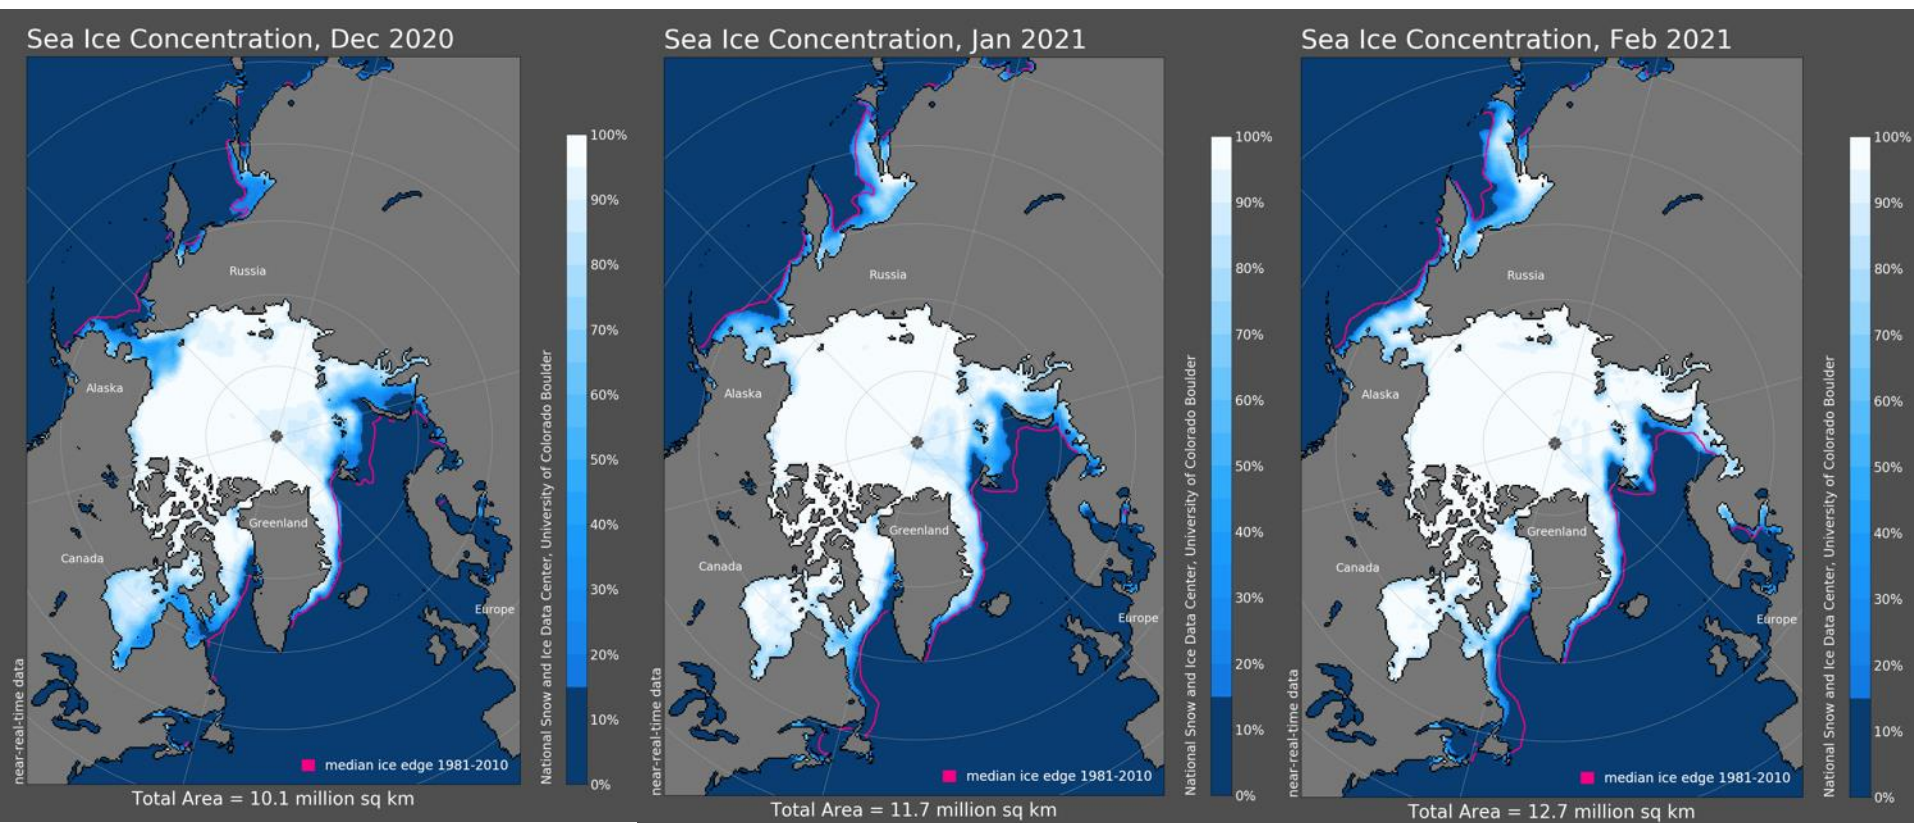 Sea Ice Concentration, Dec 2020
Russia
Alaska
Greenland
Canada
Europe
near-real-time data
median ice edge 1981-2010
Total Area = 10.1 million sq km
National Snow and Ice Data Center, University of Colorado Boulder
100%
90%
80%
70%
60%
50%
40%
30%
20%
10%
0%
Sea Ice Concentration, Jan 2021
Russia
Alaska
Greenland
Canada
Europe
near-real-time data
median ice edge 1981-2010
Total Area = 11.7 million sq km
National Snow and Ice Data Center, University of Colorado Boulder
100%
90%
80%
70%
60%
50%
40%
30%
20%
10%
0%
Sea Ice Concentration, Feb 2021
Russia
Alaska
Greenland
Canada
Europe
near-real-time data
median ice edge 1981-2010
Total Area = 12.7 million sq km
National Snow and Ice Data Center, University of Colorado Boulder
100%
90%
80%
70%
60%
50%
40%
30%
20%
10%
0%